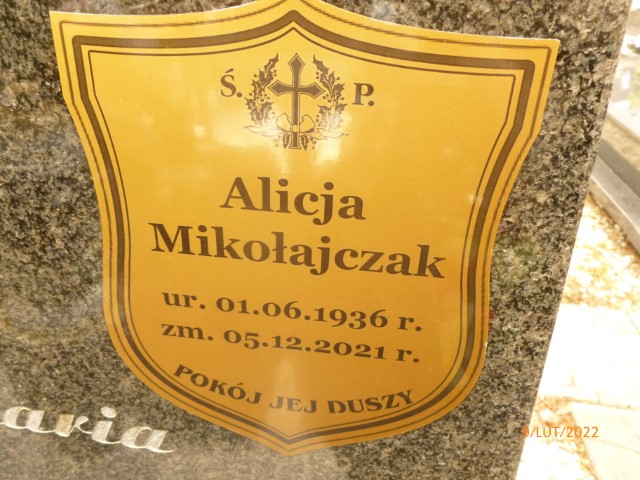 Ś. P.
Alicja
Mikołajczak
ur. 01.06.1936 r.
zm. 05.12.2021 r.
POKÓJ JEJ DUSZY
aria
/LUT/2022